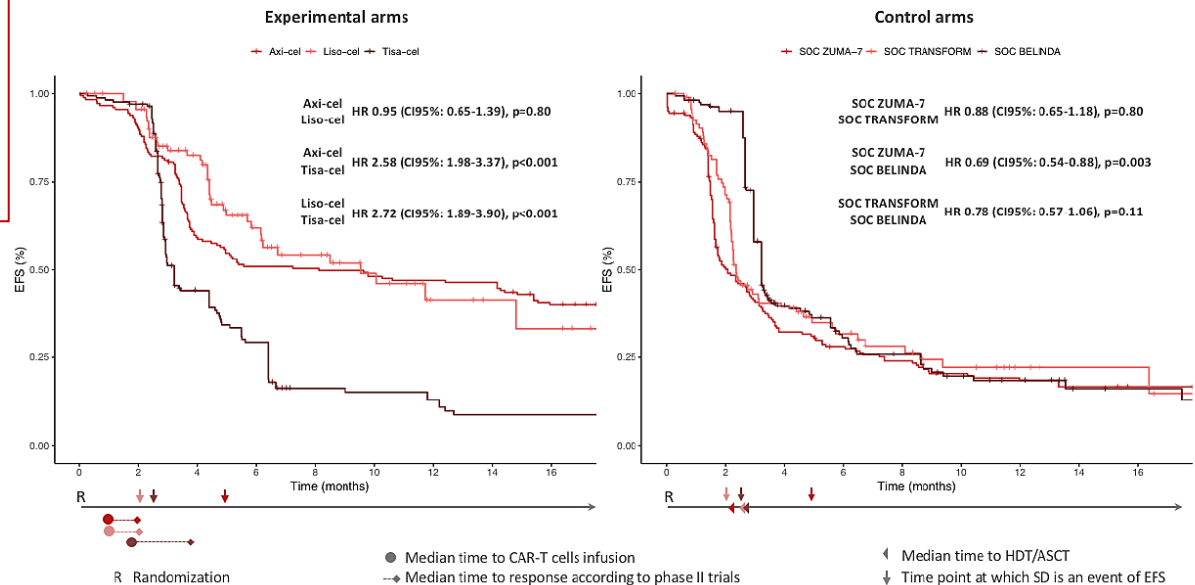 Experimental arms
Axi-cel Liso-cel Tisa-cel
1.00
0.75
0.50
0.25
0.00
EFS (%)
Axi-cel
Liso-cel
HR 0.95 (CI95%: 0.65-1.39), p=0.80
Axi-cel
Tisa-cel
HR 2.58 (CI95%: 1.98-3.37), p<0.001
Liso-cel
Tisa-cel
HR 2.72 (CI95%: 1.89-3.90), p<0.001
0 2 4 6 8 10 12 14 16
Time (months)
R
Control arms
SOC ZUMA-7 SOC TRANSFORM SOC BELINDA
1.00
0.75
0.50
0.25
0.00
EFS (%)
SOC ZUMA-7
SOC TRANSFORM
HR 0.88 (CI95%: 0.65-1.18), p=0.80
SOC ZUMA-7
SOC BELINDA
HR 0.69 (CI95%: 0.54-0.88), p=0.003
SOC TRANSFORM
SOC BELINDA
HR 0.78 (CI95%: 0.57-1.06), p=0.11
0 2 4 6 8 10 12 14 16
Time (months)
R
R Randomization
Median time to CAR-T cells infusion
Median time to response according to phase II trials
Median time to HDT/ASCT
Time point at which SD is an event of EFS